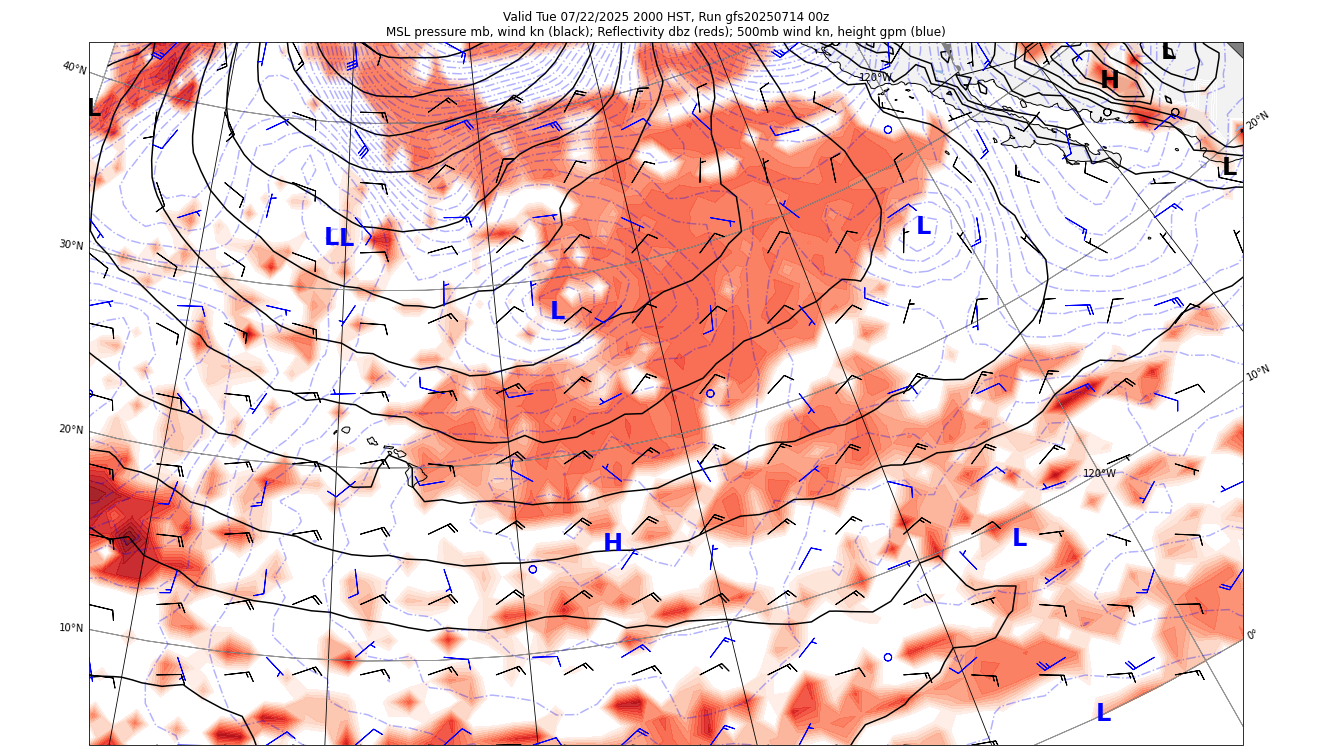 Valid Tue 07/22/2025 2000 HST, Run gfs20250714 00z
MSL pressure mb, wind kn (black); Reflectivity dbz (reds); 500mb wind kn, height gpm (blue)
L
40°N
120°W
H
L
20°N
L
L
30°N
LL
L
L
10°N
20°N
120°W
H
L
10°N
0°
L